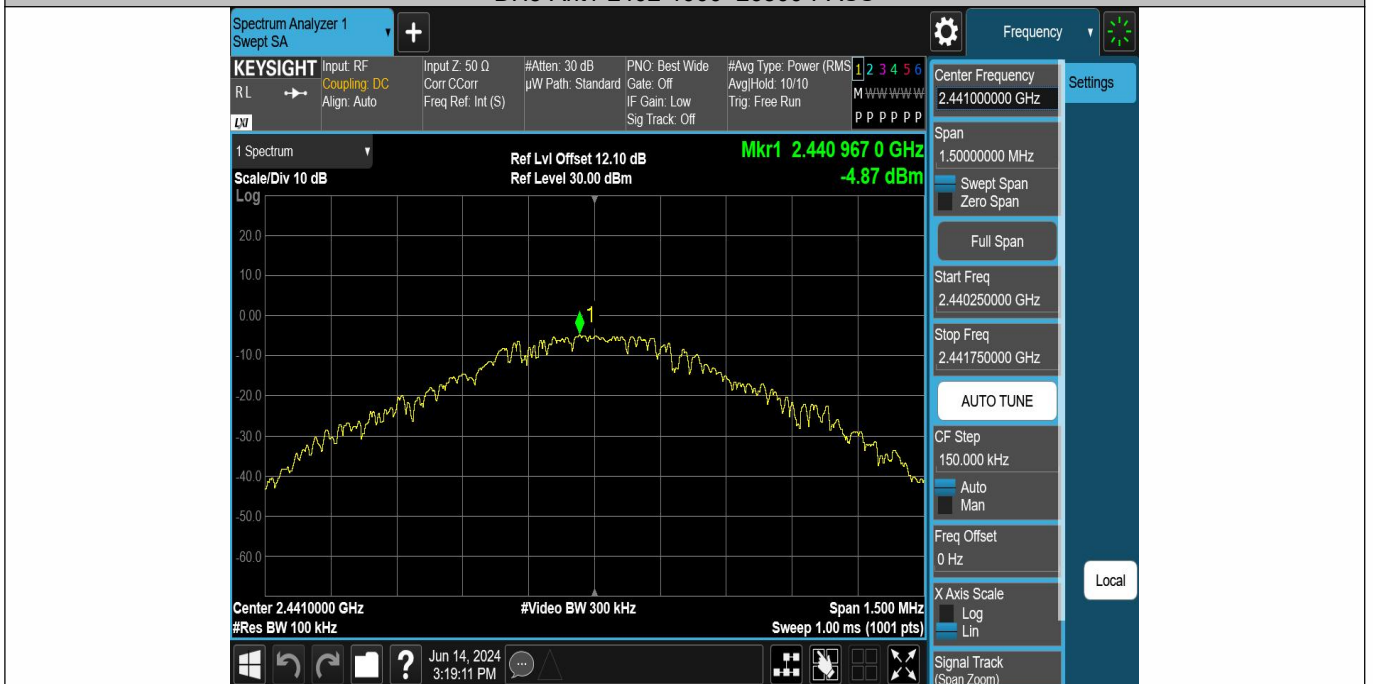 Spectrum Analyzer 1
Swept SA
+
Frequency
KEYSIGHT
RL
LXI
Input: RF
Coupling: DC
Align: Auto
Input Z: 50 Ω
Corr CCorr
Freq Ref: Int (S)
#Atten: 30 dB
µW Path: Standard
PNO: Best Wide
Gate: Off
IF Gain: Low
Sig Track: Off
#Avg Type: Power (RMS
Avg|Hold: 10/10
Trig: Free Run
1 2 3 4 5 6
M W W W W W
P P P P P P
1 Spectrum
Scale/Div 10 dB
Log
Ref Lvl Offset 12.10 dB
Ref Level 30.00 dBm
Mkr1 2.440 967 0 GHz
-4.87 dBm
20.0
10.0
0.00
-10.0
-20.0
-30.0
-40.0
-50.0
-60.0
1
Center 2.4410000 GHz
#Res BW 100 kHz
#Video BW 300 kHz
Span 1.500 MHz
Sweep 1.00 ms (1001 pts)
Center Frequency
2.441000000 GHz
Settings
Span
1.50000000 MHz
Swept Span
Zero Span
Full Span
Start Freq
2.440250000 GHz
Stop Freq
2.441750000 GHz
AUTO TUNE
CF Step
150.000 kHz
Auto
Man
Freq Offset
0 Hz
X Axis Scale
Log
Lin
Local
Signal Track
(Span Zoom)
?
Jun 14, 2024
3:19:11 PM